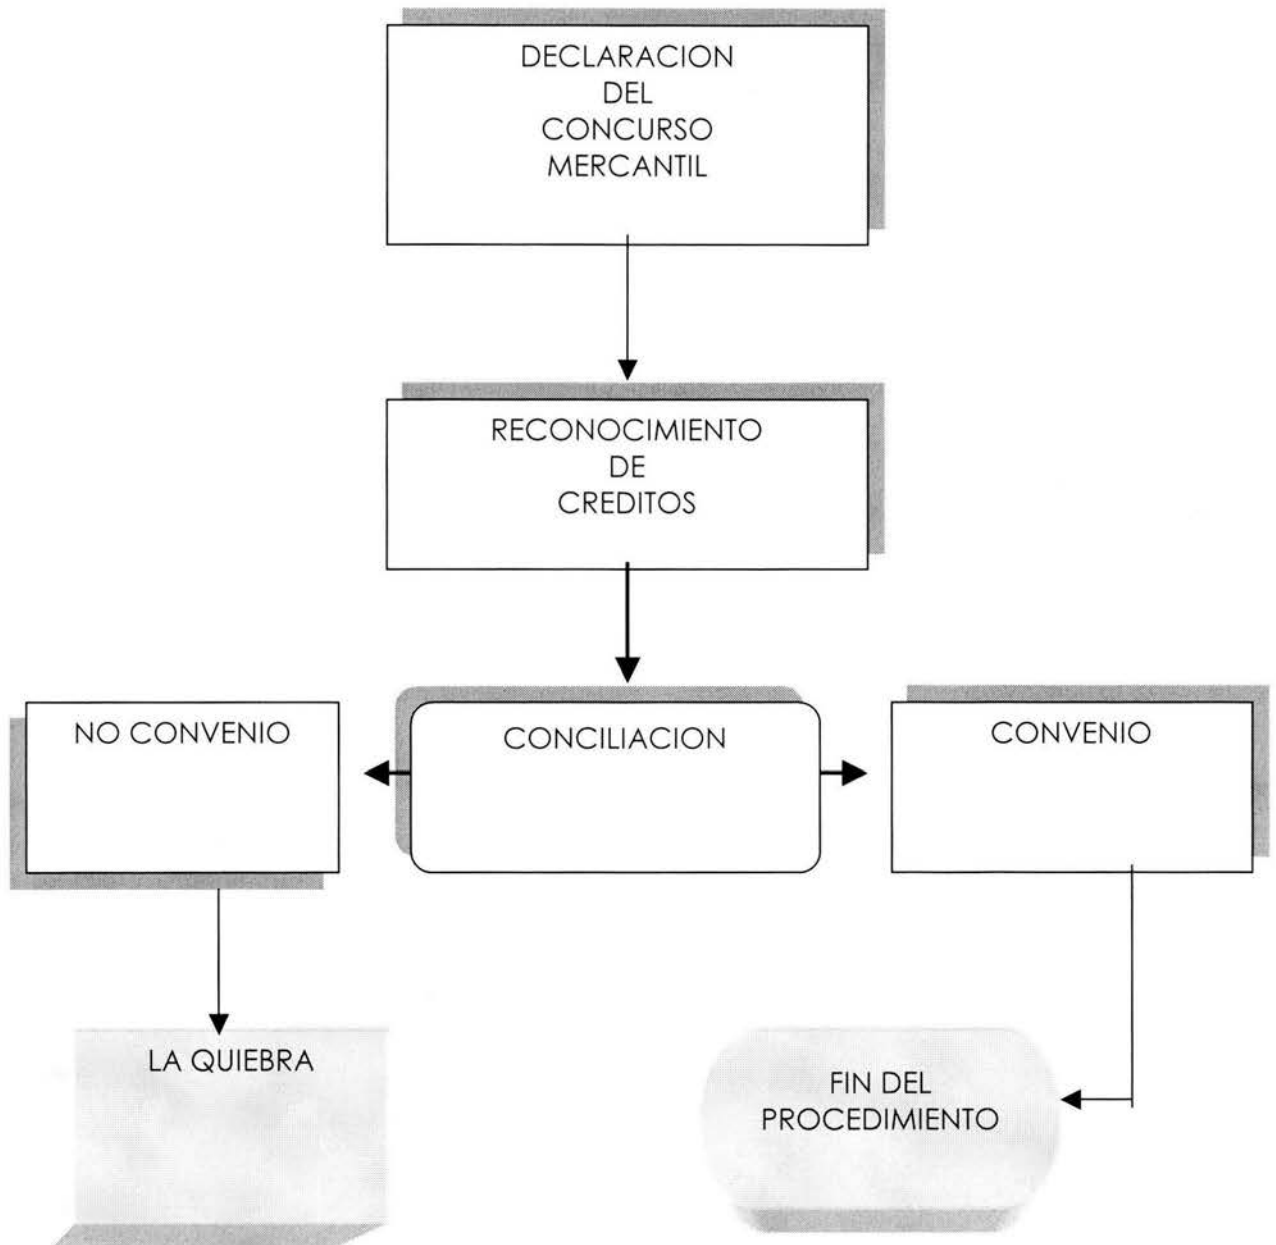 DECLARACION
DEL
CONCURSO
MERCANTIL
RECONOCIMIENTO
DE
CREDITOS
NO CONVENIO
CONCILIACION
CONVENIO
LA QUIEBRA
FIN DEL
PROCEDIMIENTO